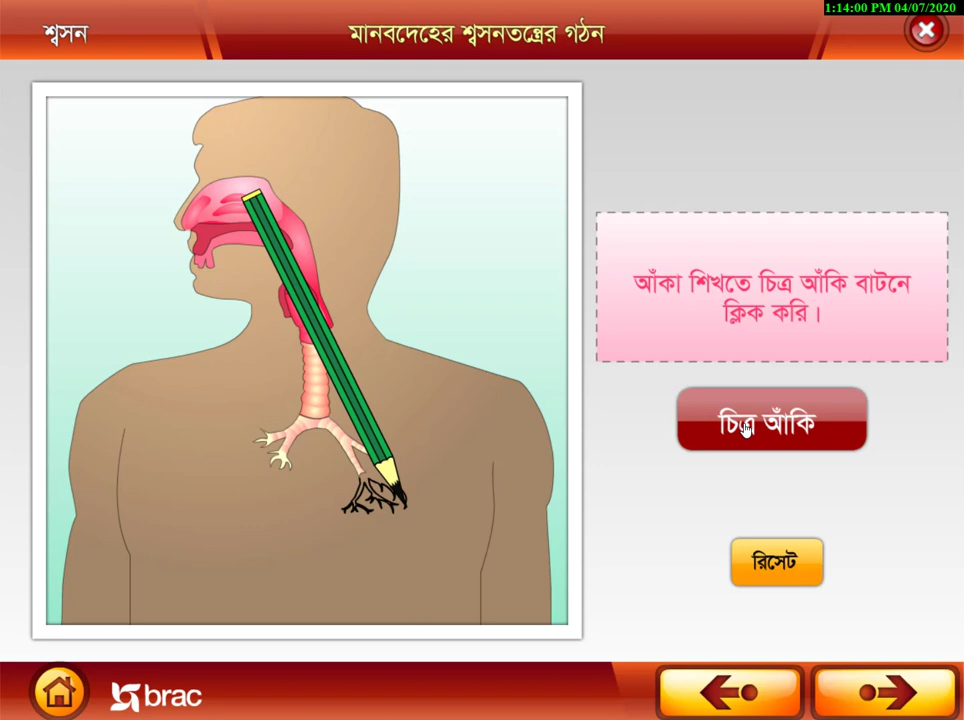 1:14:00 PM 04/07/2020
শ্বসন
মানবদেহের শ্বসনতন্ত্রের গঠন
আঁকা শিখতে চিত্র আঁকি বাটনে
ক্লিক করি।
চিত্র আঁকি
রিসেট
brac